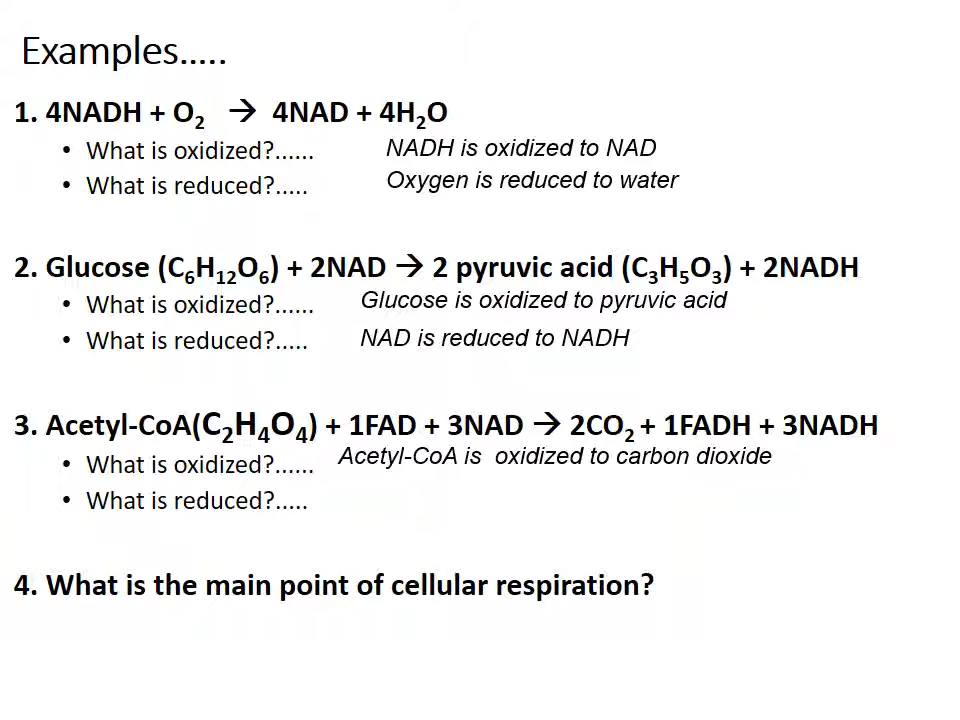 Examples.....
1. 4NADH + O₂ → 4NAD + 4H₂O
• What is oxidized?...... NADH is oxidized to NAD
• What is reduced?..... Oxygen is reduced to water
2. Glucose (C₆H₁₂O₆) + 2NAD → 2 pyruvic acid (C₃H₅O₃) + 2NADH
• What is oxidized?...... Glucose is oxidized to pyruvic acid
• What is reduced?..... NAD is reduced to NADH
3. Acetyl-CoA(C₂H₄O₄) + 1FAD + 3NAD → 2CO₂ + 1FADH + 3NADH
• What is oxidized?...... Acetyl-CoA is oxidized to carbon dioxide
• What is reduced?.....
4. What is the main point of cellular respiration?